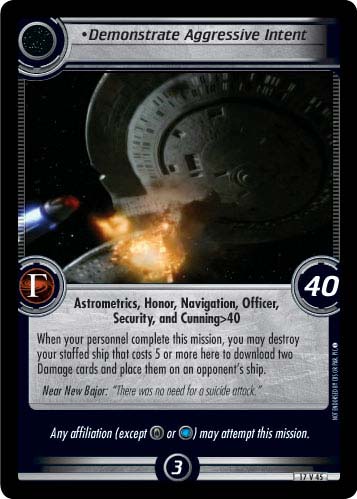 •Demonstrate Aggressive Intent
Γ
40
Astrometrics, Honor, Navigation, Officer,
Security, and Cunning>40
When your personnel complete this mission, you may destroy
your staffed ship that costs 5 or more here to download two
Damage cards and place them on an opponent's ship.
Near New Bajor: "There was no need for a suicide attack."
Any affiliation (except or ) may attempt this mission.
3
17 V 45